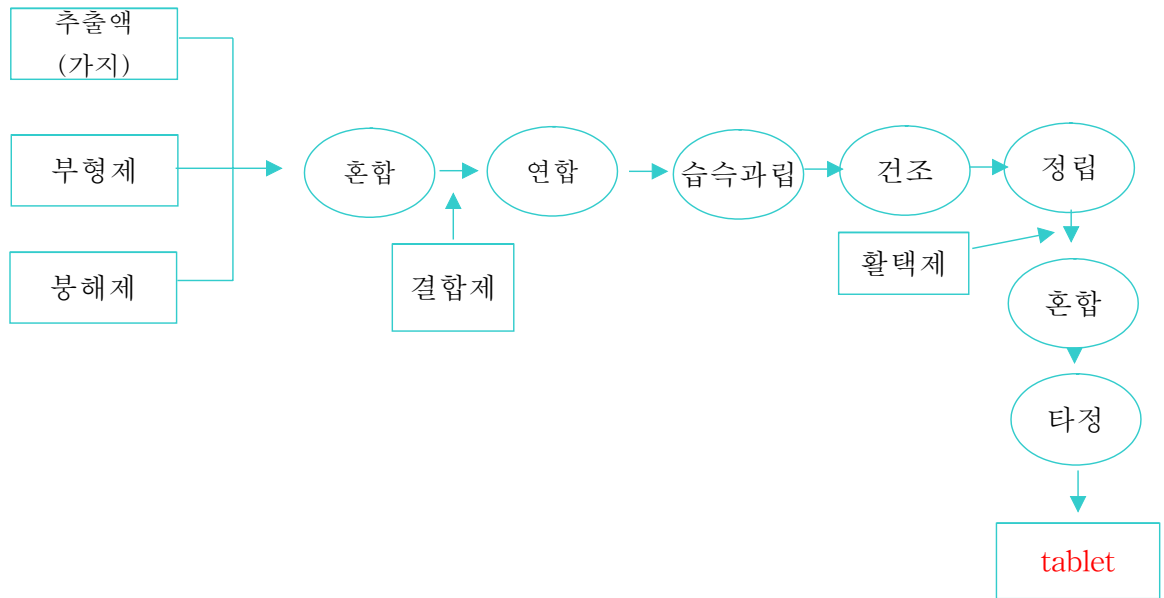 추출액
(가지)
부형제
붕해제
혼합
결합제
연합
습슥과립
건조
정립
활택제
혼합
타정
tablet